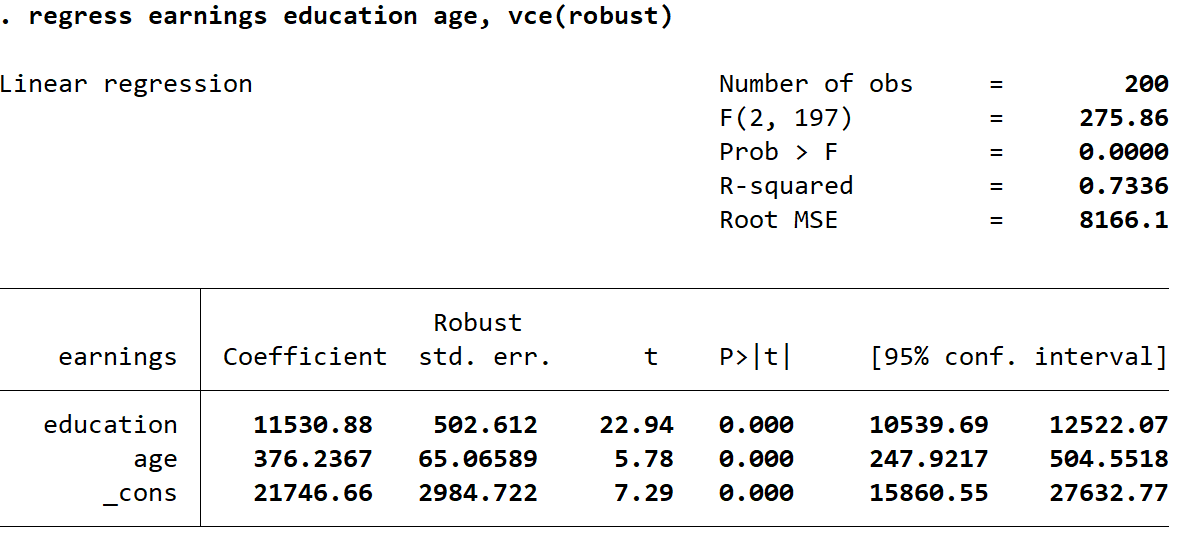 . regress earnings education age, vce(robust)
Linear regression Number of obs = 200
F(2, 197) = 275.86
Prob > F = 0.0000
R-squared = 0.7336
Root MSE = 8166.1
Robust
earnings Coefficient std. err. t P>|t| [95% conf. interval]
education 11530.88 502.612 22.94 0.000 10539.69 12522.07
age 376.2367 65.06589 5.78 0.000 247.9217 504.5518
_cons 21746.66 2984.722 7.29 0.000 15860.55 27632.77